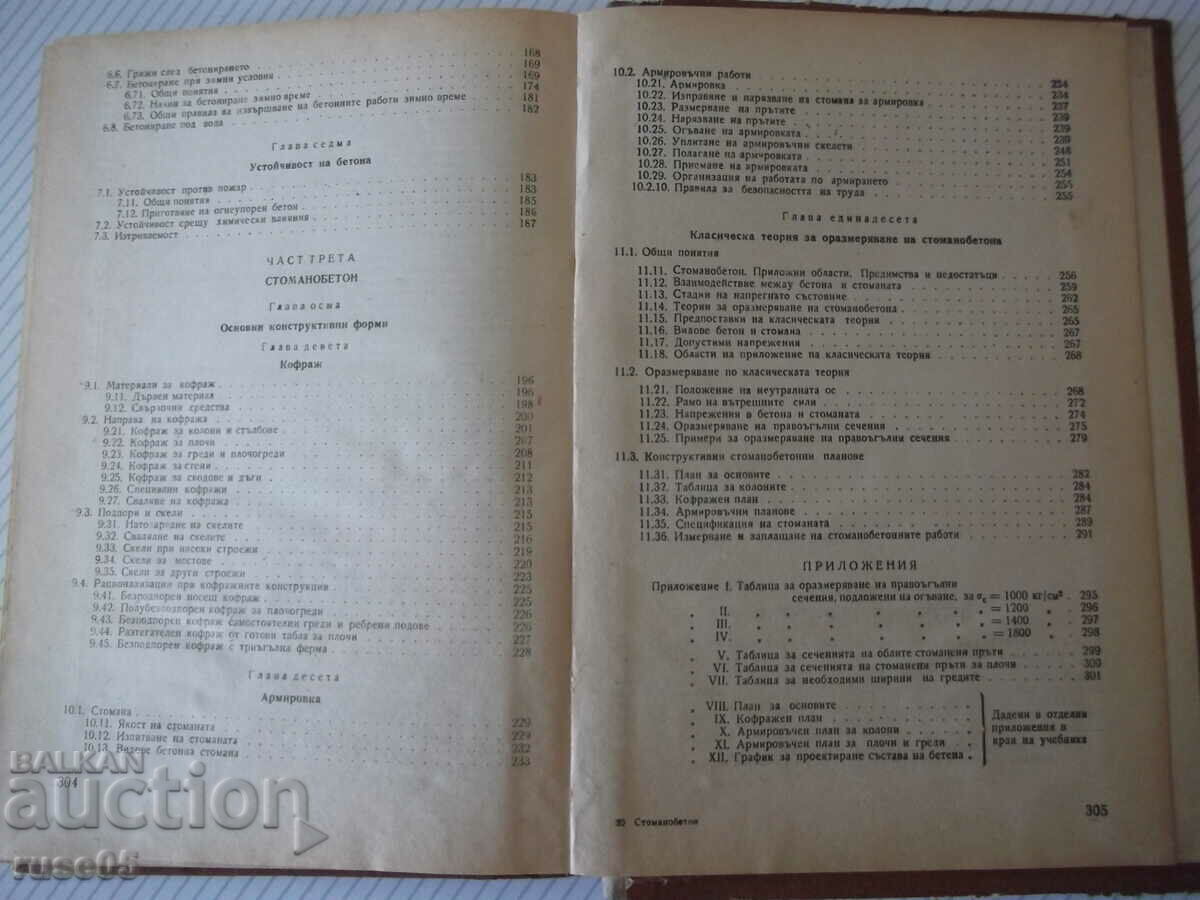 6.6. Грижи след бетонирането . . . 168
6.7. Бетониране при зимни условия . . . 169
6.71. Общи понятия . . . 169
6.72. Начин за бетониране зимно време . . . 174
6.73. Общи правила за извършване на бетонните работи зимно време . . . 181
6.8. Бетониране под вода . . . 182
Глава седма
Устойчивост на бетона
7.1. Устойчивост против пожар . . . 183
7.11. Общи понятия . . . 183
7.12. Приготвяне на огнеупорен бетон . . . 185
7.2. Устойчивост срещу химически влияния . . . 186
7.3. Изтриваемост . . . 187
ЧАСТ ТРЕТА
СТОМАНОБЕТОН
Глава осма
Основни конструктивни форми
Глава девета
Кофраж
9.1. Материали за кофраж . . . 196
9.11. Дървен материал . . . 196
9.12. Свързочни средства . . . 198
9.2. Направа на кофража . . . 200
9.21. Кофраж за колони и стълбове . . . 201
9.22. Кофраж за плочи . . . 207
9.23. Кофраж за греди и плочогреди . . . 208
9.24. Кофраж за стени . . . 211
9.25. Кофраж за сводове и дъги . . . 212
9.26. Специални кофражи . . . 213
9.27. Сваляне на кофража . . . 213
9.3. Подпори и скели . . . 215
9.31. Натоварване на скелите . . . 215
9.32. Сваляне на скелите . . . 216
9.33. Скели при високи строежи . . . 219
9.34. Скели за мостове . . . 220
9.35. Скели за други строежи . . . 223
9.4. Рационализация при кофражните конструкции . . . 225
9.41. Безподпорен носещ кофраж . . . 225
9.42. Полубезподпорен кофраж за плочогреди . . . 226
9.43. Безподпорен кофраж самостоятелни греди и ребрени подове . . . 226
9.44. Разтегателен кофраж от готови табла за плочи . . . 227
9.45. Безподпорен кофраж с триъгълна ферма . . . 228
Глава десета
Армировка
10.1. Стомана . . . 229
10.11. Якост на стоманата . . . 229
10.12. Изпитване на стоманата . . . 232
10.13. Видове бетонна стомана . . . 233
304
10.2. Армировъчни работи . . . 234
10.21. Армировка . . . 234
10.22. Изправяне и нарязване на стомана за армировка . . . 237
10.23. Размерване на прътите . . . 239
10.24. Нарязване на прътите . . . 239
10.25. Огъване на армировката . . . 239
10.26. Уплитане на армировъчни скелети . . . 248
10.27. Полагане на армировката . . . 251
10.28. Приемане на армировката . . . 254
10.29. Организация на работата по армирането . . . 255
10.2.10. Правила за безопасността на труда . . . 255
Глава единадесета
Класическа теория за оразмеряване на стоманобетона
11.1. Общи понятия
11.11. Стоманобетон. Приложни области. Предимства и недостатъци . . . 256
11.12. Взаимодействие между бетона и стоманата . . . 259
11.13. Стадии на напрегнато състояние . . . 262
11.14. Теории за оразмеряване на стоманобетона . . . 265
11.15. Предпоставки на класическата теория . . . 265
11.16. Видове бетон и стомана . . . 267
11.17. Допустими напрежения . . . 267
11.18. Области на приложение на класическата теория . . . 268
11.2. Оразмеряване по класическата теория
11.21. Положение на неутралната ос . . . 268
11.22. Рамо на вътрешните сили . . . 272
11.23. Напрежения в бетона и стоманата . . . 274
11.24. Оразмеряване на правоъгълни сечения . . . 275
11.25. Примери за оразмеряване на правоъгълни сечения . . . 279
11.3. Конструктивни стоманобетонни планове
11.31. План за основите . . . 282
11.32. Таблица за колоните . . . 284
11.33. Кофражен план . . . 284
11.34. Армировъчни планове . . . 287
11.35. Спецификация на стоманата . . . 289
11.36. Измерване и заплащане на стоманобетонните работи . . . 291
ПРИЛОЖЕНИЯ
Приложение I. Таблица за оразмеряване на правоъгълни
сечения, подложени на огъване, за σс = 1000 кг/см² . 295
„ II. „ „ „ „ „ „ = 1200 „ . 296
„ III. „ „ „ „ „ „ = 1400 „ . 297
„ IV. „ „ „ „ „ „ = 1800 „ . 298
„ V. Таблица за сеченията на облите стоманени пръти . . . 299
„ VI. Таблица за сеченията на стоманени пръти за плочи . . . 300
„ VII. Таблица за необходими ширини на гредите . . . 301
„ VIII. План за основите . . .
„ IX. Кофражен план . . . Дадени в отделни
„ X. Армировъчен план за колони . . приложения в
„ XI. Армировъчен план за плочи и греди . . края на учебника
„ XII. График за проектиране състава на бетона .
20 Стоманобетон
305
BALKAN
auction
ruse05